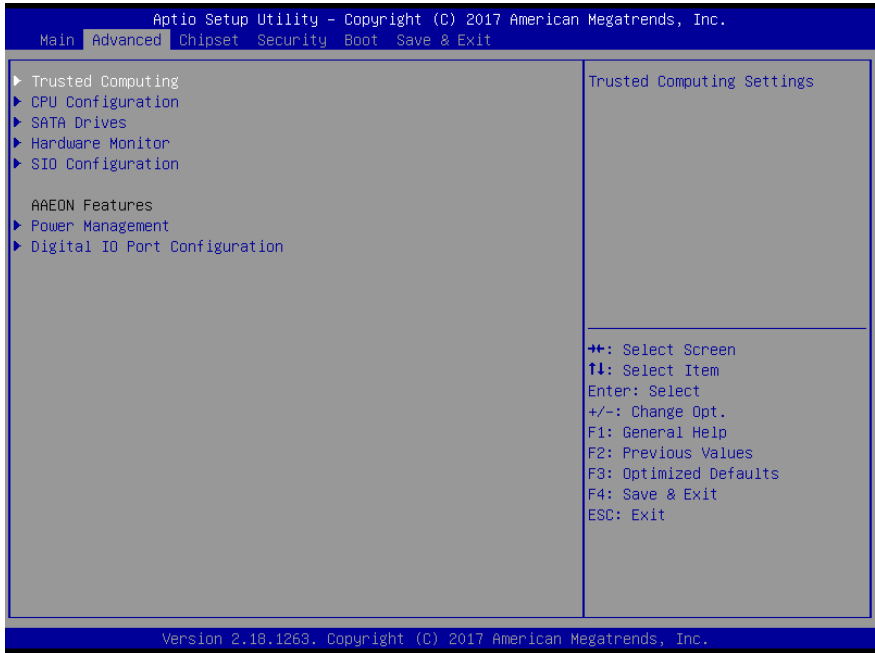 Aptio Setup Utility – Copyright (C) 2017 American Megatrends, Inc.
Main Advanced Chipset Security Boot Save & Exit
▶ Trusted Computing
▶ CPU Configuration
▶ SATA Drives
▶ Hardware Monitor
▶ SIO Configuration
AAEON Features
▶ Power Management
▶ Digital IO Port Configuration
Trusted Computing Settings
→←: Select Screen
↑↓: Select Item
Enter: Select
+/-: Change Opt.
F1: General Help
F2: Previous Values
F3: Optimized Defaults
F4: Save & Exit
ESC: Exit
Version 2.18.1263. Copyright (C) 2017 American Megatrends, Inc.